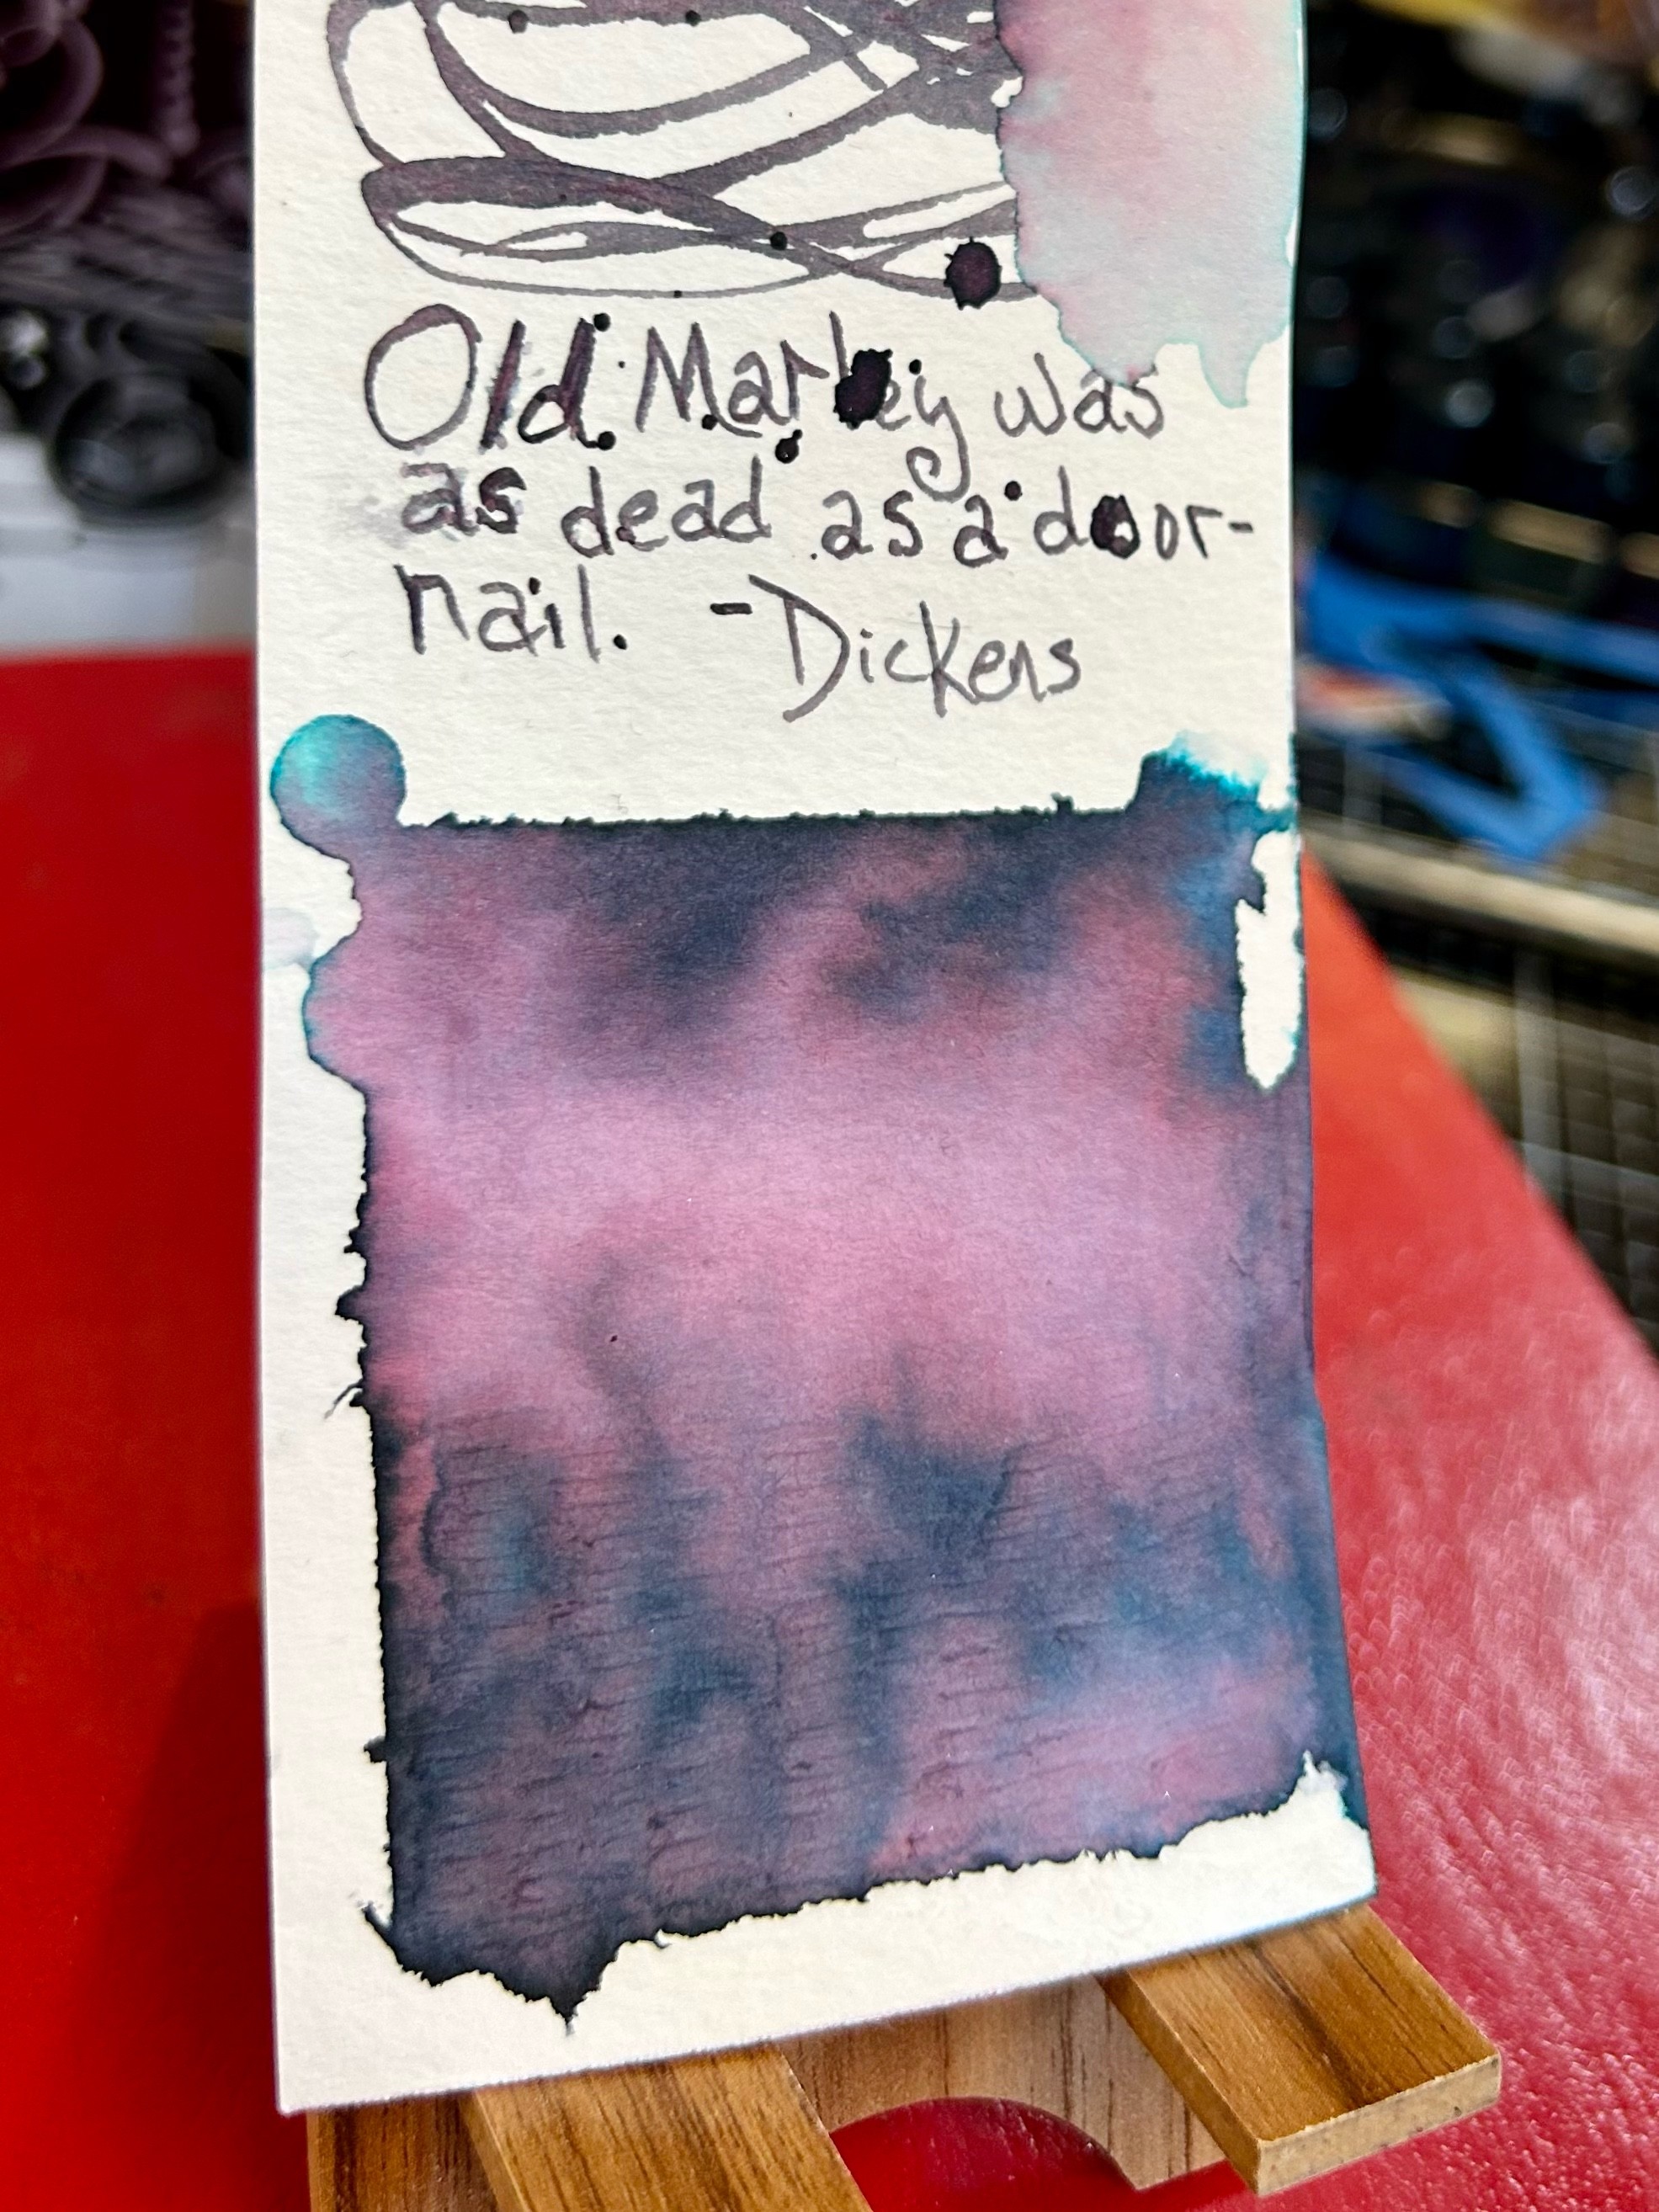 Old Marley was
as dead as a door-
nail. -Dickens